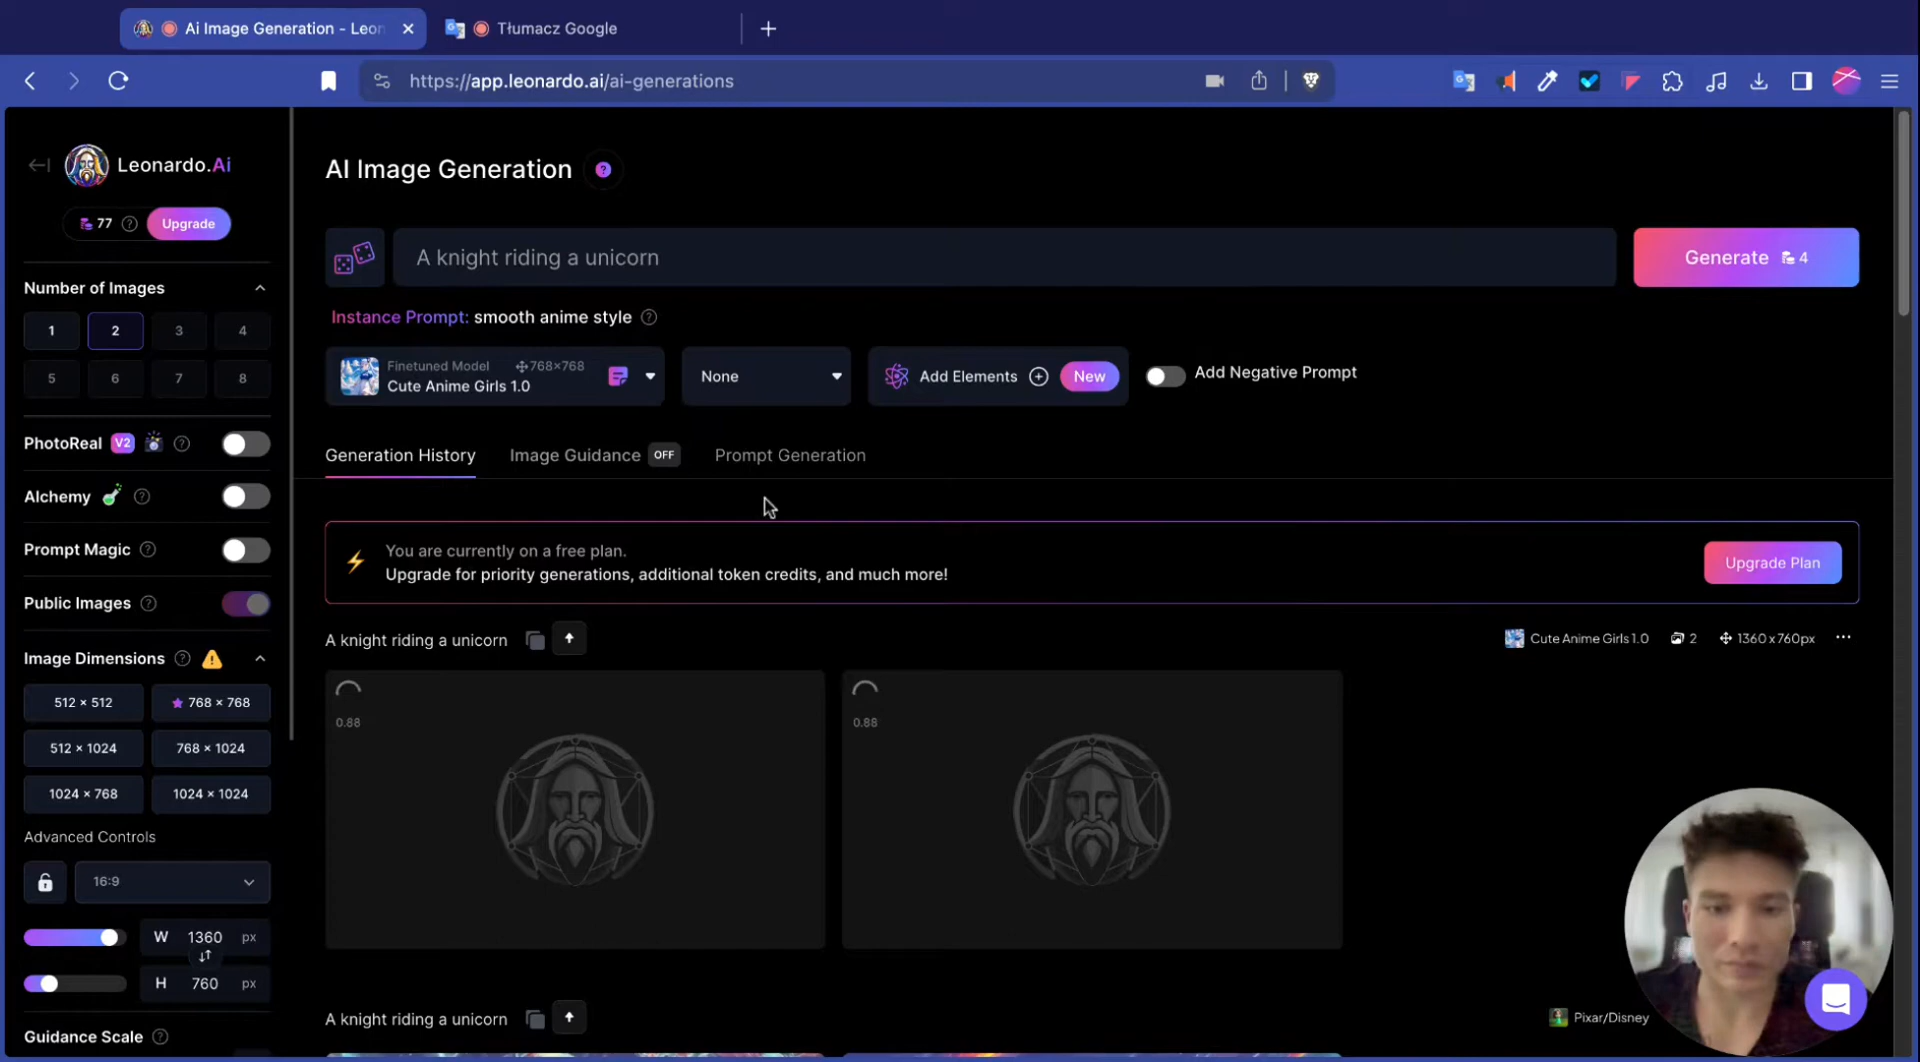 Ai Image Generation - Leon
Tłumacz Google
https://app.leonardo.ai/ai-generations
Leonardo.Ai
77
Upgrade
Number of Images
1 2 3 4
5 6 7 8
PhotoReal V2
Alchemy
Prompt Magic
Public Images
Image Dimensions
512 × 512 768 × 768
512 × 1024 768 × 1024
1024 × 768 1024 × 1024
Advanced Controls
16:9
W 1360 px
H 760 px
Guidance Scale
AI Image Generation
A knight riding a unicorn
Generate 4
Instance Prompt: smooth anime style
Finetuned Model 768×768
Cute Anime Girls 1.0
None
Add Elements New
Add Negative Prompt
Generation History Image Guidance OFF Prompt Generation
You are currently on a free plan.
Upgrade for priority generations, additional token credits, and much more!
Upgrade Plan
A knight riding a unicorn
Cute Anime Girls 1.0 2 1360 x 760px
0.88 0.88
A knight riding a unicorn
Pixar/Disney